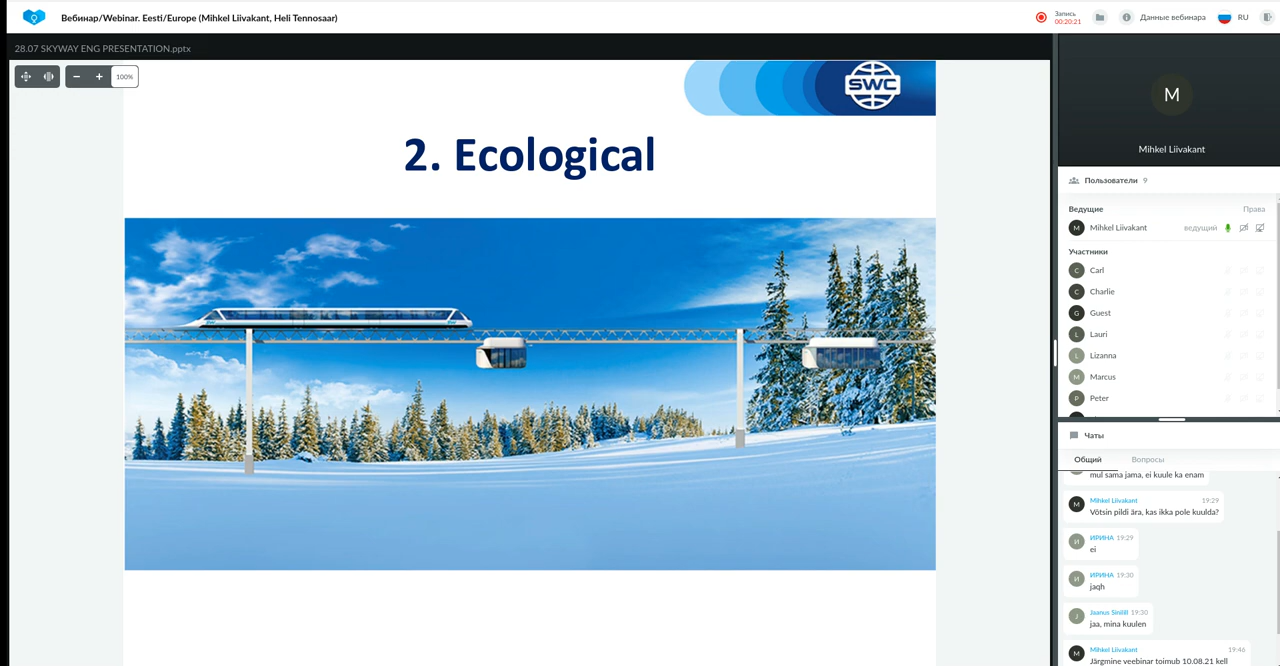 Вебинар/Webinar. Eesti/Europe (Mihkel Liivakant, Heli Tennosaar)
Запись
00:20:21
Данные вебинара
RU
28.07 SKYWAY ENG PRESENTATION.pptx
100%
SWC
2. Ecological
M
Mihkel Liivakant
Пользователи 9
Ведущие Права
M Mihkel Liivakant ведущий
Участники
C Carl
C Charlie
G Guest
L Lauri
L Lizanna
M Marcus
P Peter
Чаты
Общий Вопросы
mul sama jama, ei kuule ka enam
M Mihkel Liivakant 19:29
Võtsin pildi ära, kas ikka pole kuulda?
И ИРИНА 19:29
ei
И ИРИНА 19:30
jaqh
J Jaanus Sinilill 19:30
jaa, mina kuulen
M Mihkel Liivakant 19:46
Järgmine veebinar toimub 10.08.21 kell